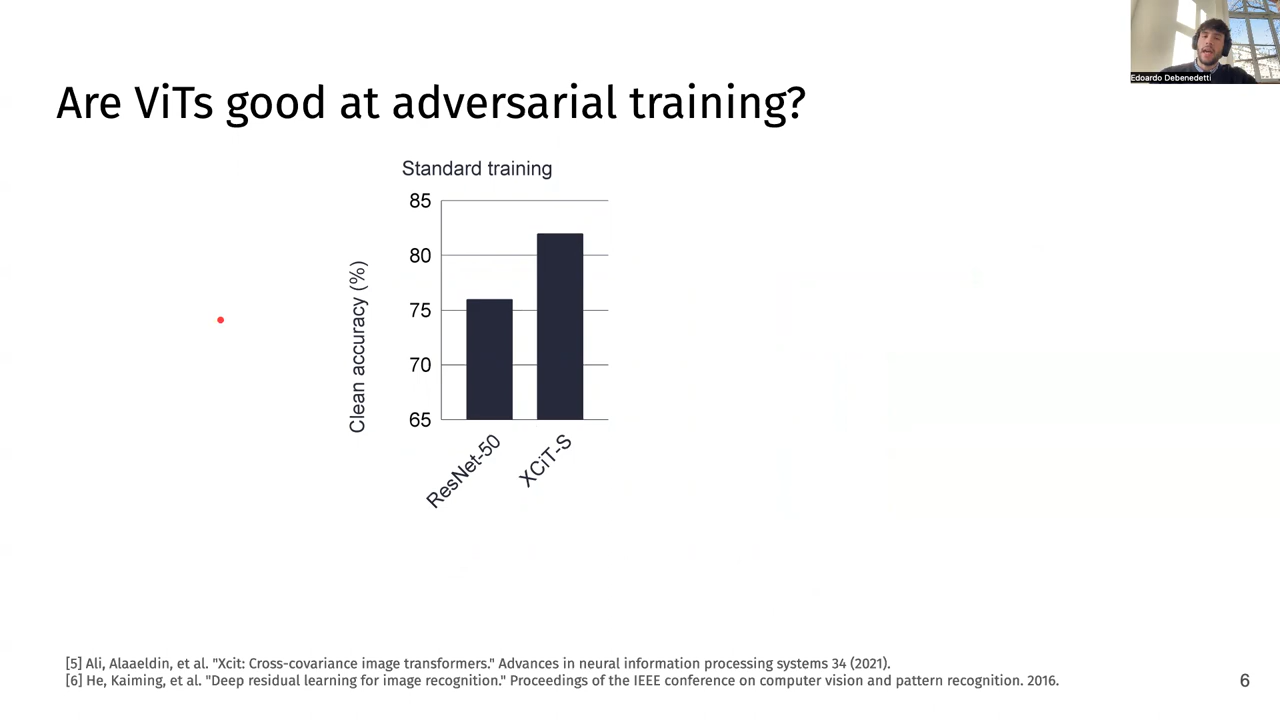 Edoardo Debenedetti
Are ViTs good at adversarial training?
Standard training
85
80
75
70
65
Clean accuracy (%)
ResNet-50
XCiT-S
[5] Ali, Alaaeldin, et al. "Xcit: Cross-covariance image transformers." Advances in neural information processing systems 34 (2021).
[6] He, Kaiming, et al. "Deep residual learning for image recognition." Proceedings of the IEEE conference on computer vision and pattern recognition. 2016.
6